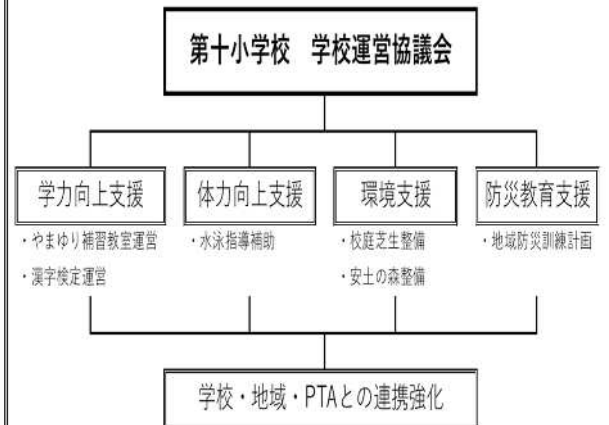 第十小学校　学校運営協議会
学力向上支援
・やまゆり補習教室運営
・漢字検定運営
体力向上支援
・水泳指導補助
環境支援
・校庭芝生整備
・安土の森整備
防災教育支援
・地域防災訓練計画
学校・地域・PTAとの連携強化